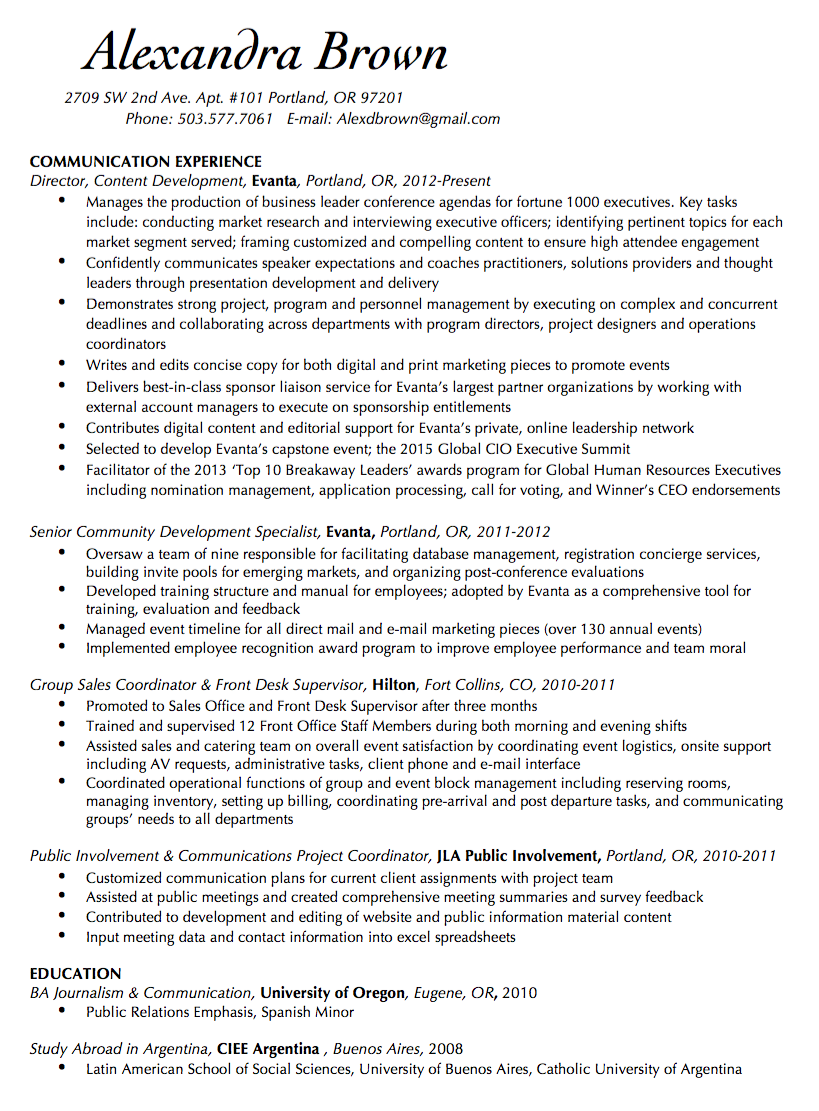 Alexandra Brown
2709 SW 2nd Ave. Apt. #101 Portland, OR 97201
Phone: 503.577.7061 E-mail: Alexdbrown@gmail.com
COMMUNICATION EXPERIENCE
Director, Content Development, Evanta, Portland, OR, 2012-Present
• Manages the production of business leader conference agendas for fortune 1000 executives. Key tasks
include: conducting market research and interviewing executive officers; identifying pertinent topics for each
market segment served; framing customized and compelling content to ensure high attendee engagement
• Confidently communicates speaker expectations and coaches practitioners, solutions providers and thought
leaders through presentation development and delivery
• Demonstrates strong project, program and personnel management by executing on complex and concurrent
deadlines and collaborating across departments with program directors, project designers and operations
coordinators
• Writes and edits concise copy for both digital and print marketing pieces to promote events
• Delivers best-in-class sponsor liaison service for Evanta's largest partner organizations by working with
external account managers to execute on sponsorship entitlements
• Contributes digital content and editorial support for Evanta's private, online leadership network
• Selected to develop Evanta's capstone event; the 2015 Global CIO Executive Summit
• Facilitator of the 2013 'Top 10 Breakaway Leaders' awards program for Global Human Resources Executives
including nomination management, application processing, call for voting, and Winner's CEO endorsements
Senior Community Development Specialist, Evanta, Portland, OR, 2011-2012
• Oversaw a team of nine responsible for facilitating database management, registration concierge services,
building invite pools for emerging markets, and organizing post-conference evaluations
• Developed training structure and manual for employees; adopted by Evanta as a comprehensive tool for
training, evaluation and feedback
• Managed event timeline for all direct mail and e-mail marketing pieces (over 130 annual events)
• Implemented employee recognition award program to improve employee performance and team moral
Group Sales Coordinator & Front Desk Supervisor, Hilton, Fort Collins, CO, 2010-2011
• Promoted to Sales Office and Front Desk Supervisor after three months
• Trained and supervised 12 Front Office Staff Members during both morning and evening shifts
• Assisted sales and catering team on overall event satisfaction by coordinating event logistics, onsite support
including AV requests, administrative tasks, client phone and e-mail interface
• Coordinated operational functions of group and event block management including reserving rooms,
managing inventory, setting up billing, coordinating pre-arrival and post departure tasks, and communicating
groups' needs to all departments
Public Involvement & Communications Project Coordinator, JLA Public Involvement, Portland, OR, 2010-2011
• Customized communication plans for current client assignments with project team
• Assisted at public meetings and created comprehensive meeting summaries and survey feedback
• Contributed to development and editing of website and public information material content
• Input meeting data and contact information into excel spreadsheets
EDUCATION
BA Journalism & Communication, University of Oregon, Eugene, OR, 2010
• Public Relations Emphasis, Spanish Minor
Study Abroad in Argentina, CIEE Argentina , Buenos Aires, 2008
• Latin American School of Social Sciences, University of Buenos Aires, Catholic University of Argentina